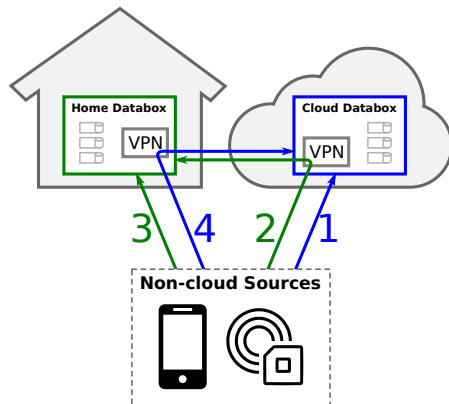 Home Databox
Cloud Databox
VPN
VPN
3
4
2
1
Non-cloud Sources